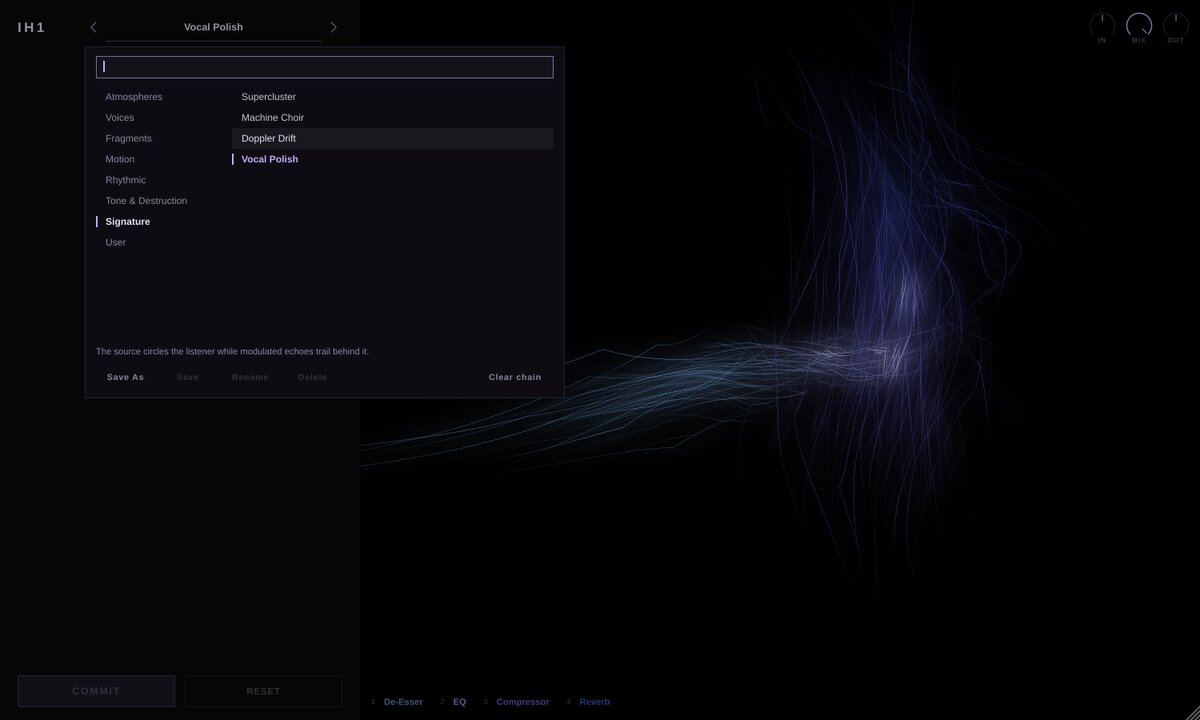 IH1
Vocal Polish
IN
MIX
OUT
Atmospheres
Voices
Fragments
Motion
Rhythmic
Tone & Destruction
Signature
User
Supercluster
Machine Choir
Doppler Drift
Vocal Polish
The source circles the listener while modulated echoes trail behind it.
Save As Save Rename Delete Clear chain
COMMIT RESET
1 De-Esser 2 EQ 3 Compressor 4 Reverb